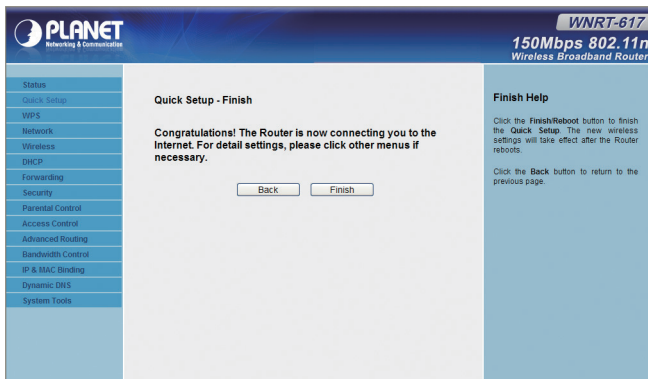 PLANET
Networking & Communication
WNRT-617
150Mbps 802.11n
Wireless Broadband Router
Status
Quick Setup
WPS
Network
Wireless
DHCP
Forwarding
Security
Parental Control
Access Control
Advanced Routing
Bandwidth Control
IP & MAC Binding
Dynamic DNS
System Tools
Quick Setup - Finish
Congratulations! The Router is now connecting you to the
Internet. For detail settings, please click other menus if
necessary.
Back
Finish
Finish Help
Click the Finish/Reboot button to finish
the Quick Setup. The new wireless
settings will take effect after the Router
reboots.
Click the Back button to return to the
previous page.